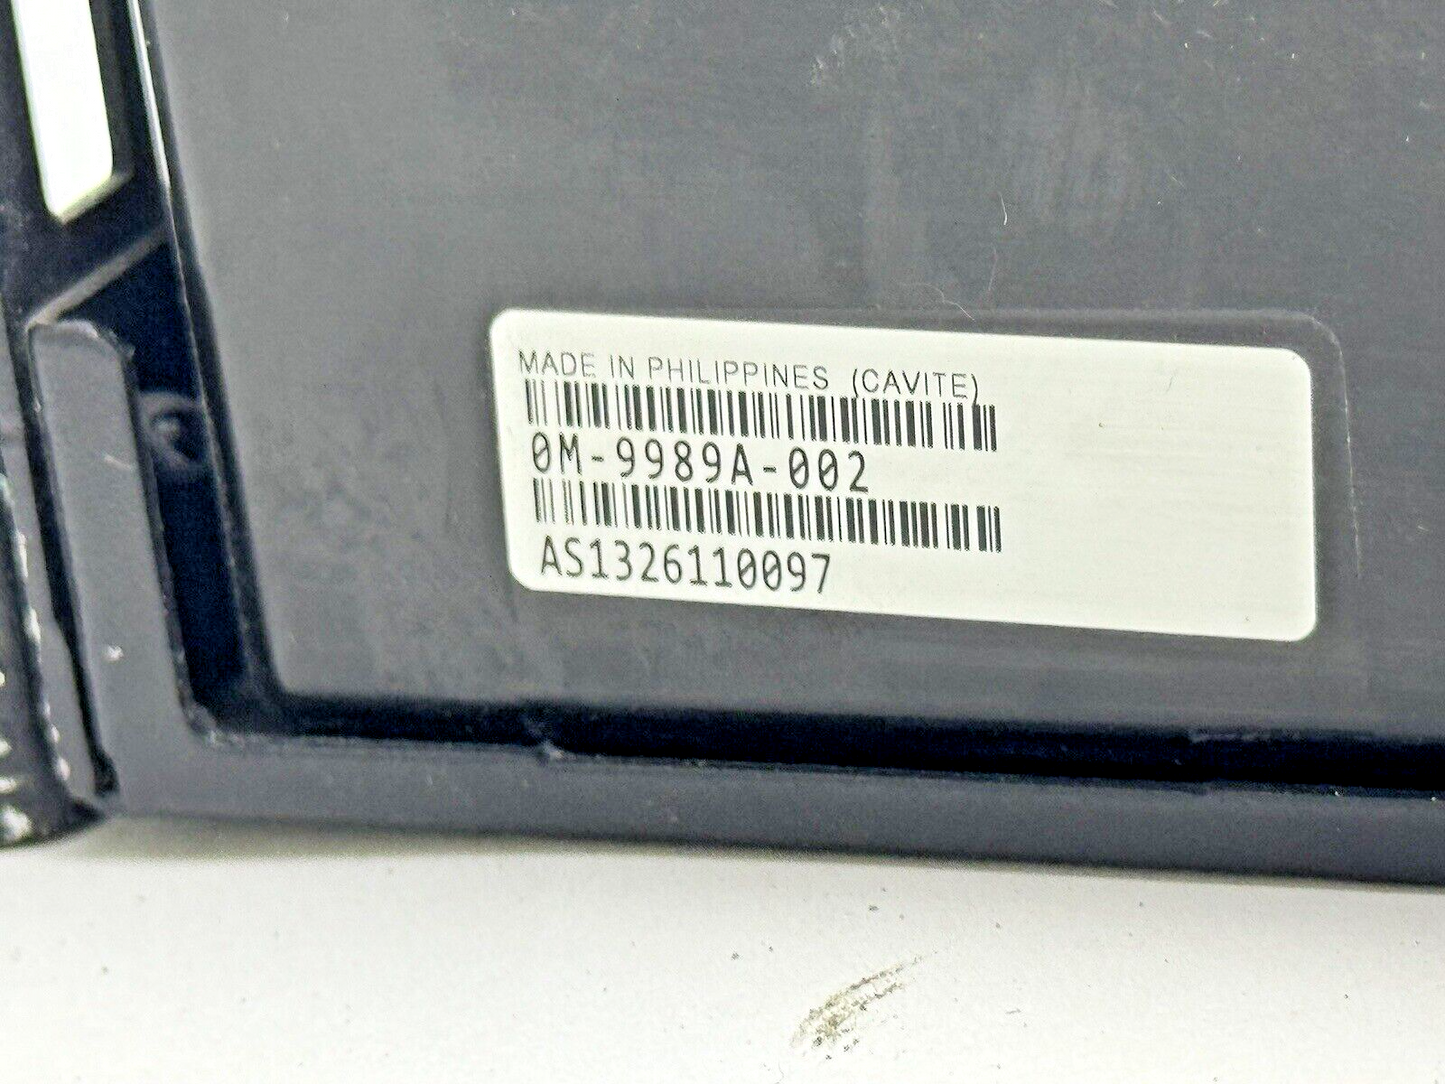 MADE IN PHILIPPINES (CAVITE)
0M-9989A-002
AS1326110097